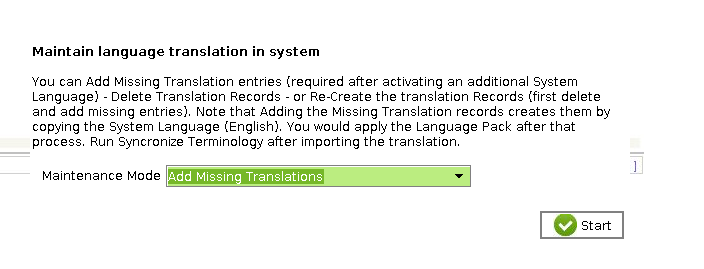 Maintain language translation in system
You can Add Missing Translation entries (required after activating an additional System
Language) - Delete Translation Records - or Re-Create the translation Records (first delete
and add missing entries). Note that Adding the Missing Translation records creates them by
copying the System Language (English). You would apply the Language Pack after that
process. Run Syncronize Terminology after importing the translation.
]
Maintenance Mode Add Missing Translations
Start